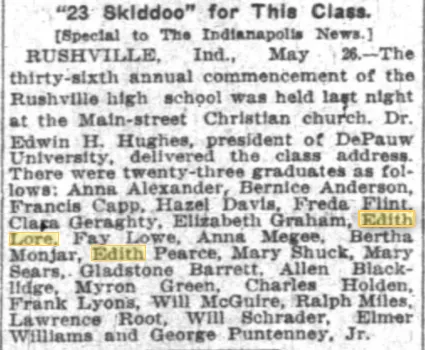 "23 Skiddoo" for This Class.
[Special to The Indianapolis News.]
RUSHVILLE, Ind., May 26.—The
thirty-sixth annual commencement of the
Rushville high school was held last night
at the Main-street Christian church. Dr.
Edwin H. Hughes, president of DePauw
University, delivered the class address.
There were twenty-three graduates as fol-
lows: Anna Alexander, Bernice Anderson,
Francis Capp, Hazel Davis, Freda Flint,
Clara Geraghty, Elizabeth Graham, Edith
Lore, Fay Lowe, Anna Megee, Bertha
Monjar, Edith Pearce, Mary Shuck, Mary
Sears, Gladstone Barrett, Allen Black-
lidge, Myron Green, Charles Holden,
Frank Lyons, Will McGuire, Ralph Miles,
Lawrence Root, Will Schrader, Elmer
Williams and George Puntenney, Jr.